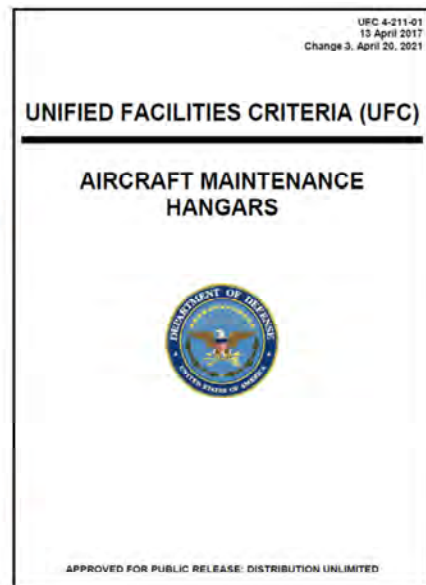 UFC 4-211-01
13 April 2017
Change 3, April 20, 2021
UNIFIED FACILITIES CRITERIA (UFC)
AIRCRAFT MAINTENANCE
HANGARS
DEPARTMENT OF DEFENSE
UNITED STATES OF AMERICA
APPROVED FOR PUBLIC RELEASE: DISTRIBUTION UNLIMITED